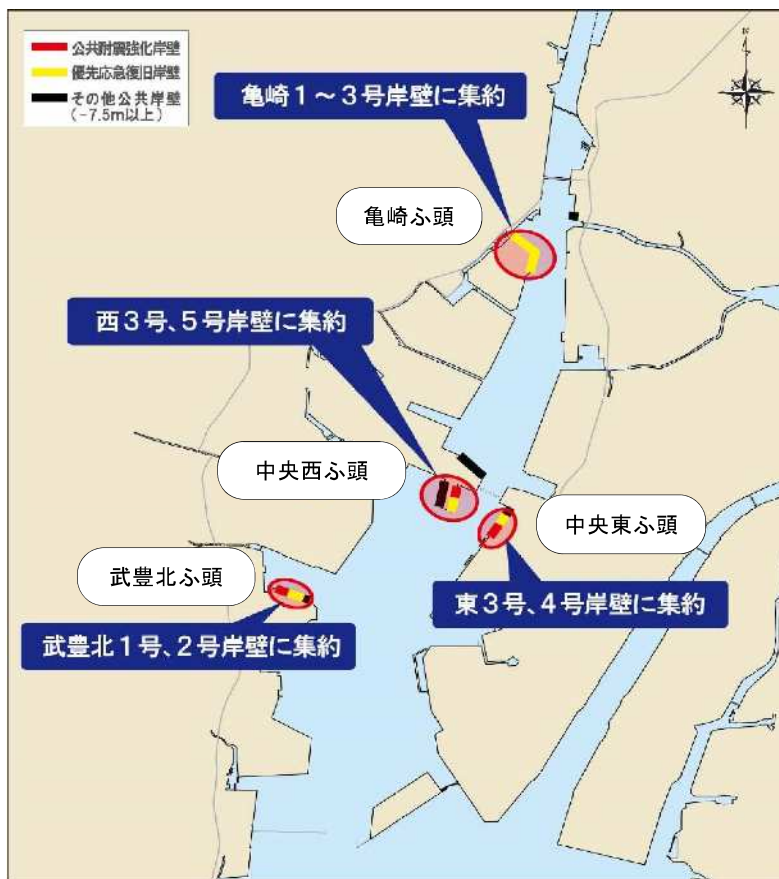 公共耐震強化岸壁
優先応急復旧岸壁
その他公共岸壁
(-7.5m以上)
N
亀崎1～3号岸壁に集約
亀崎ふ頭
西3号、5号岸壁に集約
中央西ふ頭
中央東ふ頭
武豊北ふ頭
東3号、4号岸壁に集約
武豊北1号、2号岸壁に集約